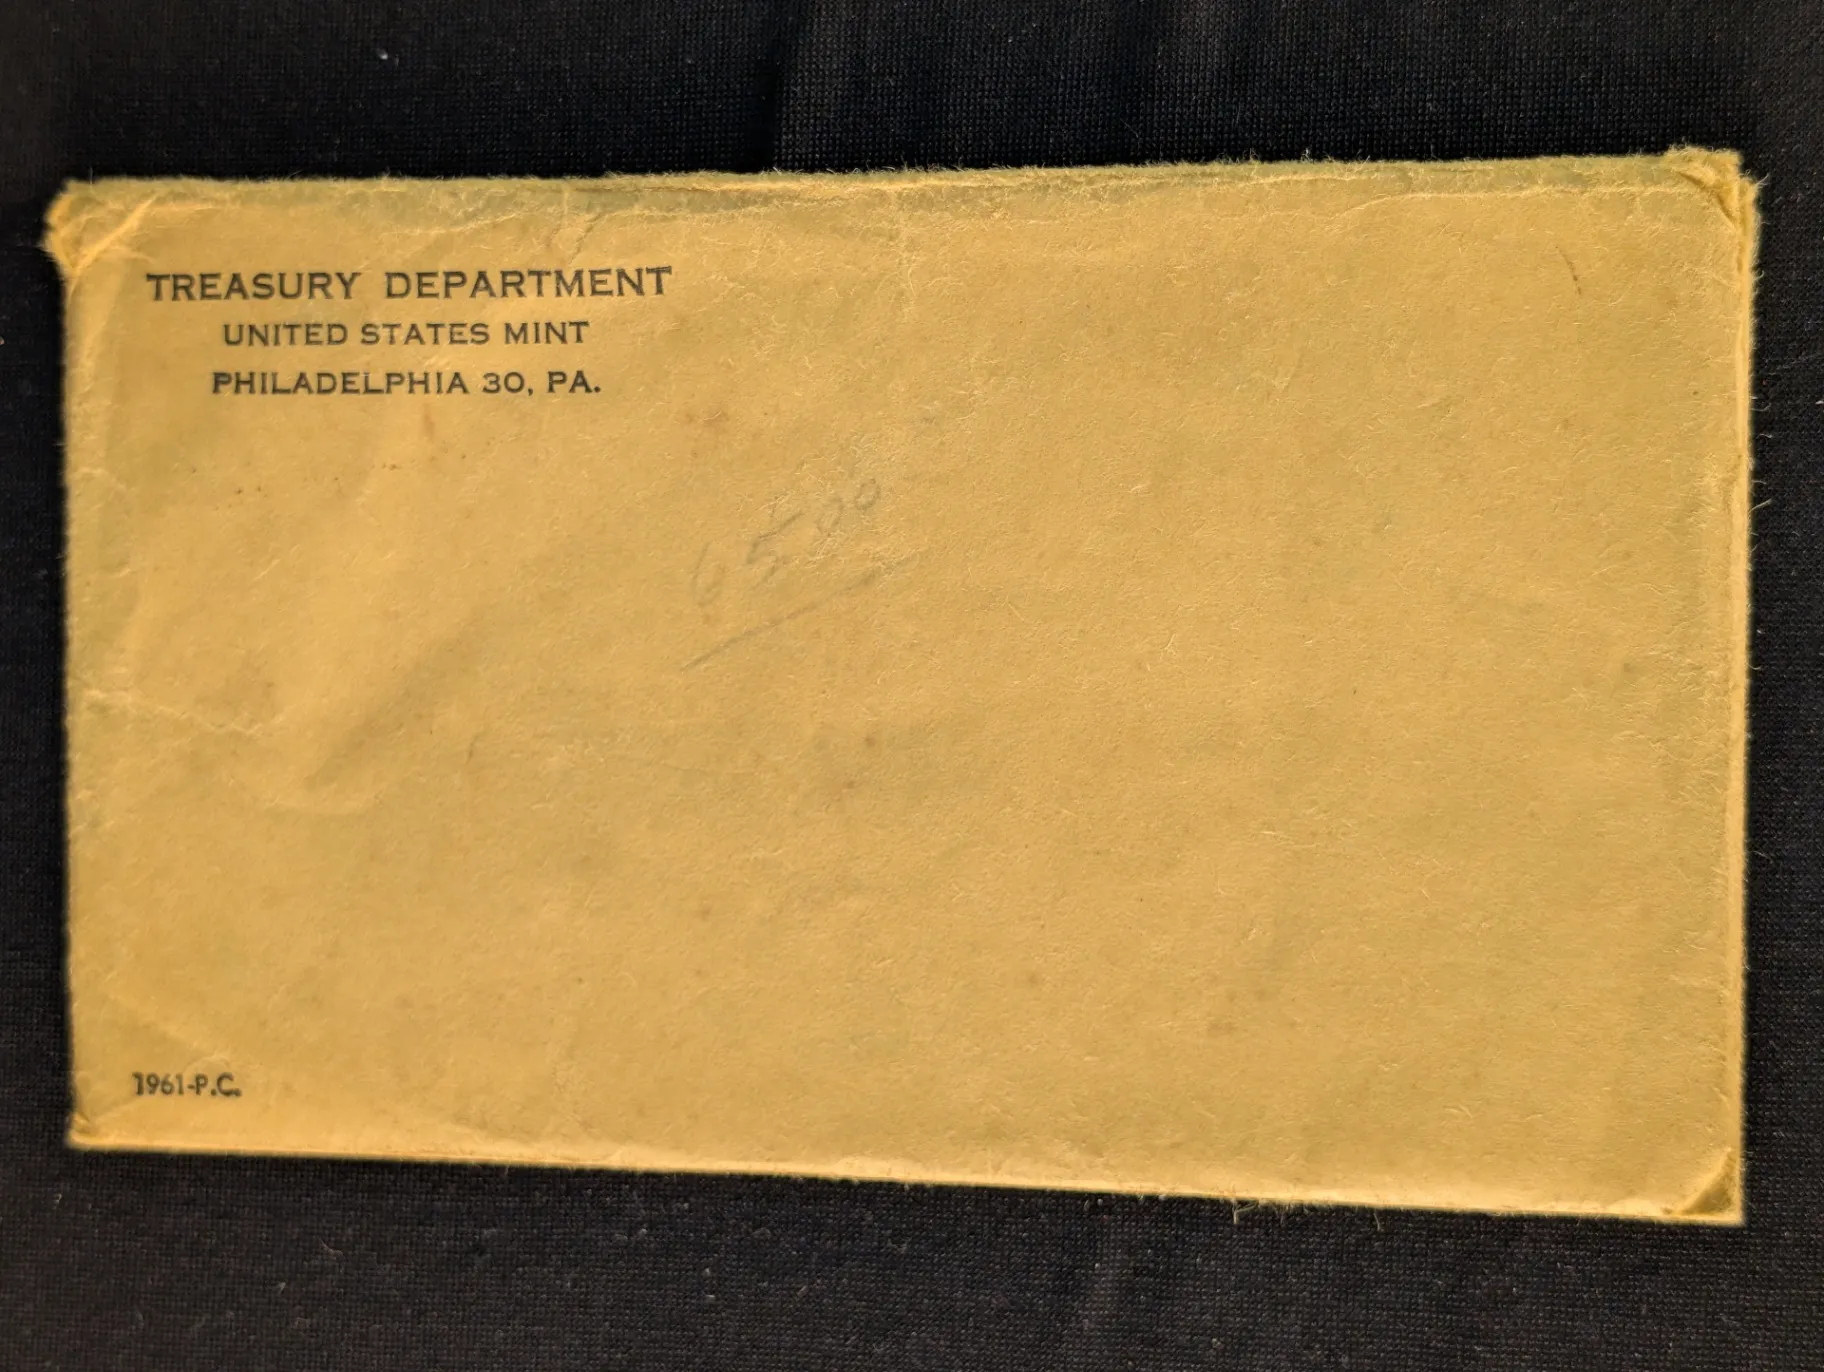 TREASURY DEPARTMENT
UNITED STATES MINT
PHILADELPHIA 30, PA.
6500
1961-P.C.